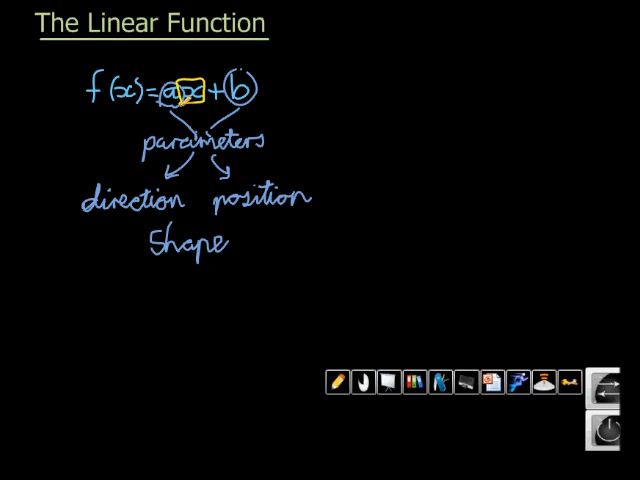 The Linear Function
f(x) = ax + b
parameters
direction position
shape